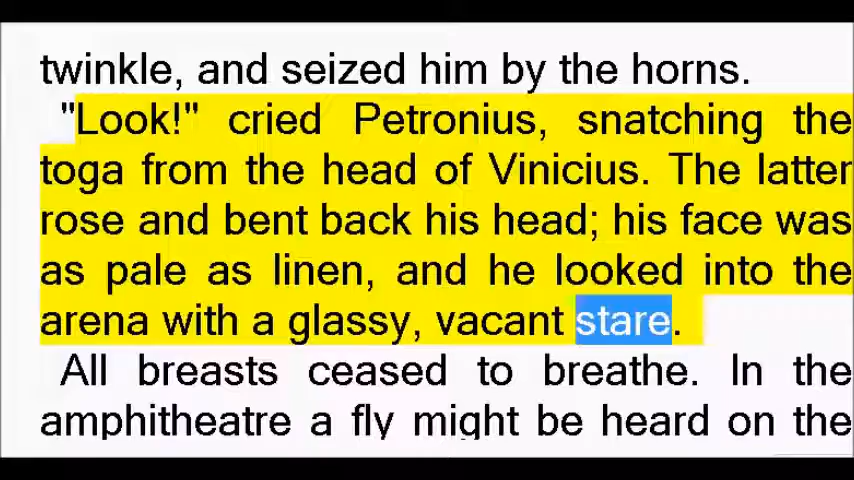 twinkle, and seized him by the horns.
"Look!" cried Petronius, snatching the
toga from the head of Vinicius. The latter
rose and bent back his head; his face was
as pale as linen, and he looked into the
arena with a glassy, vacant stare.
All breasts ceased to breathe. In the
amphitheatre a fly might be heard on the